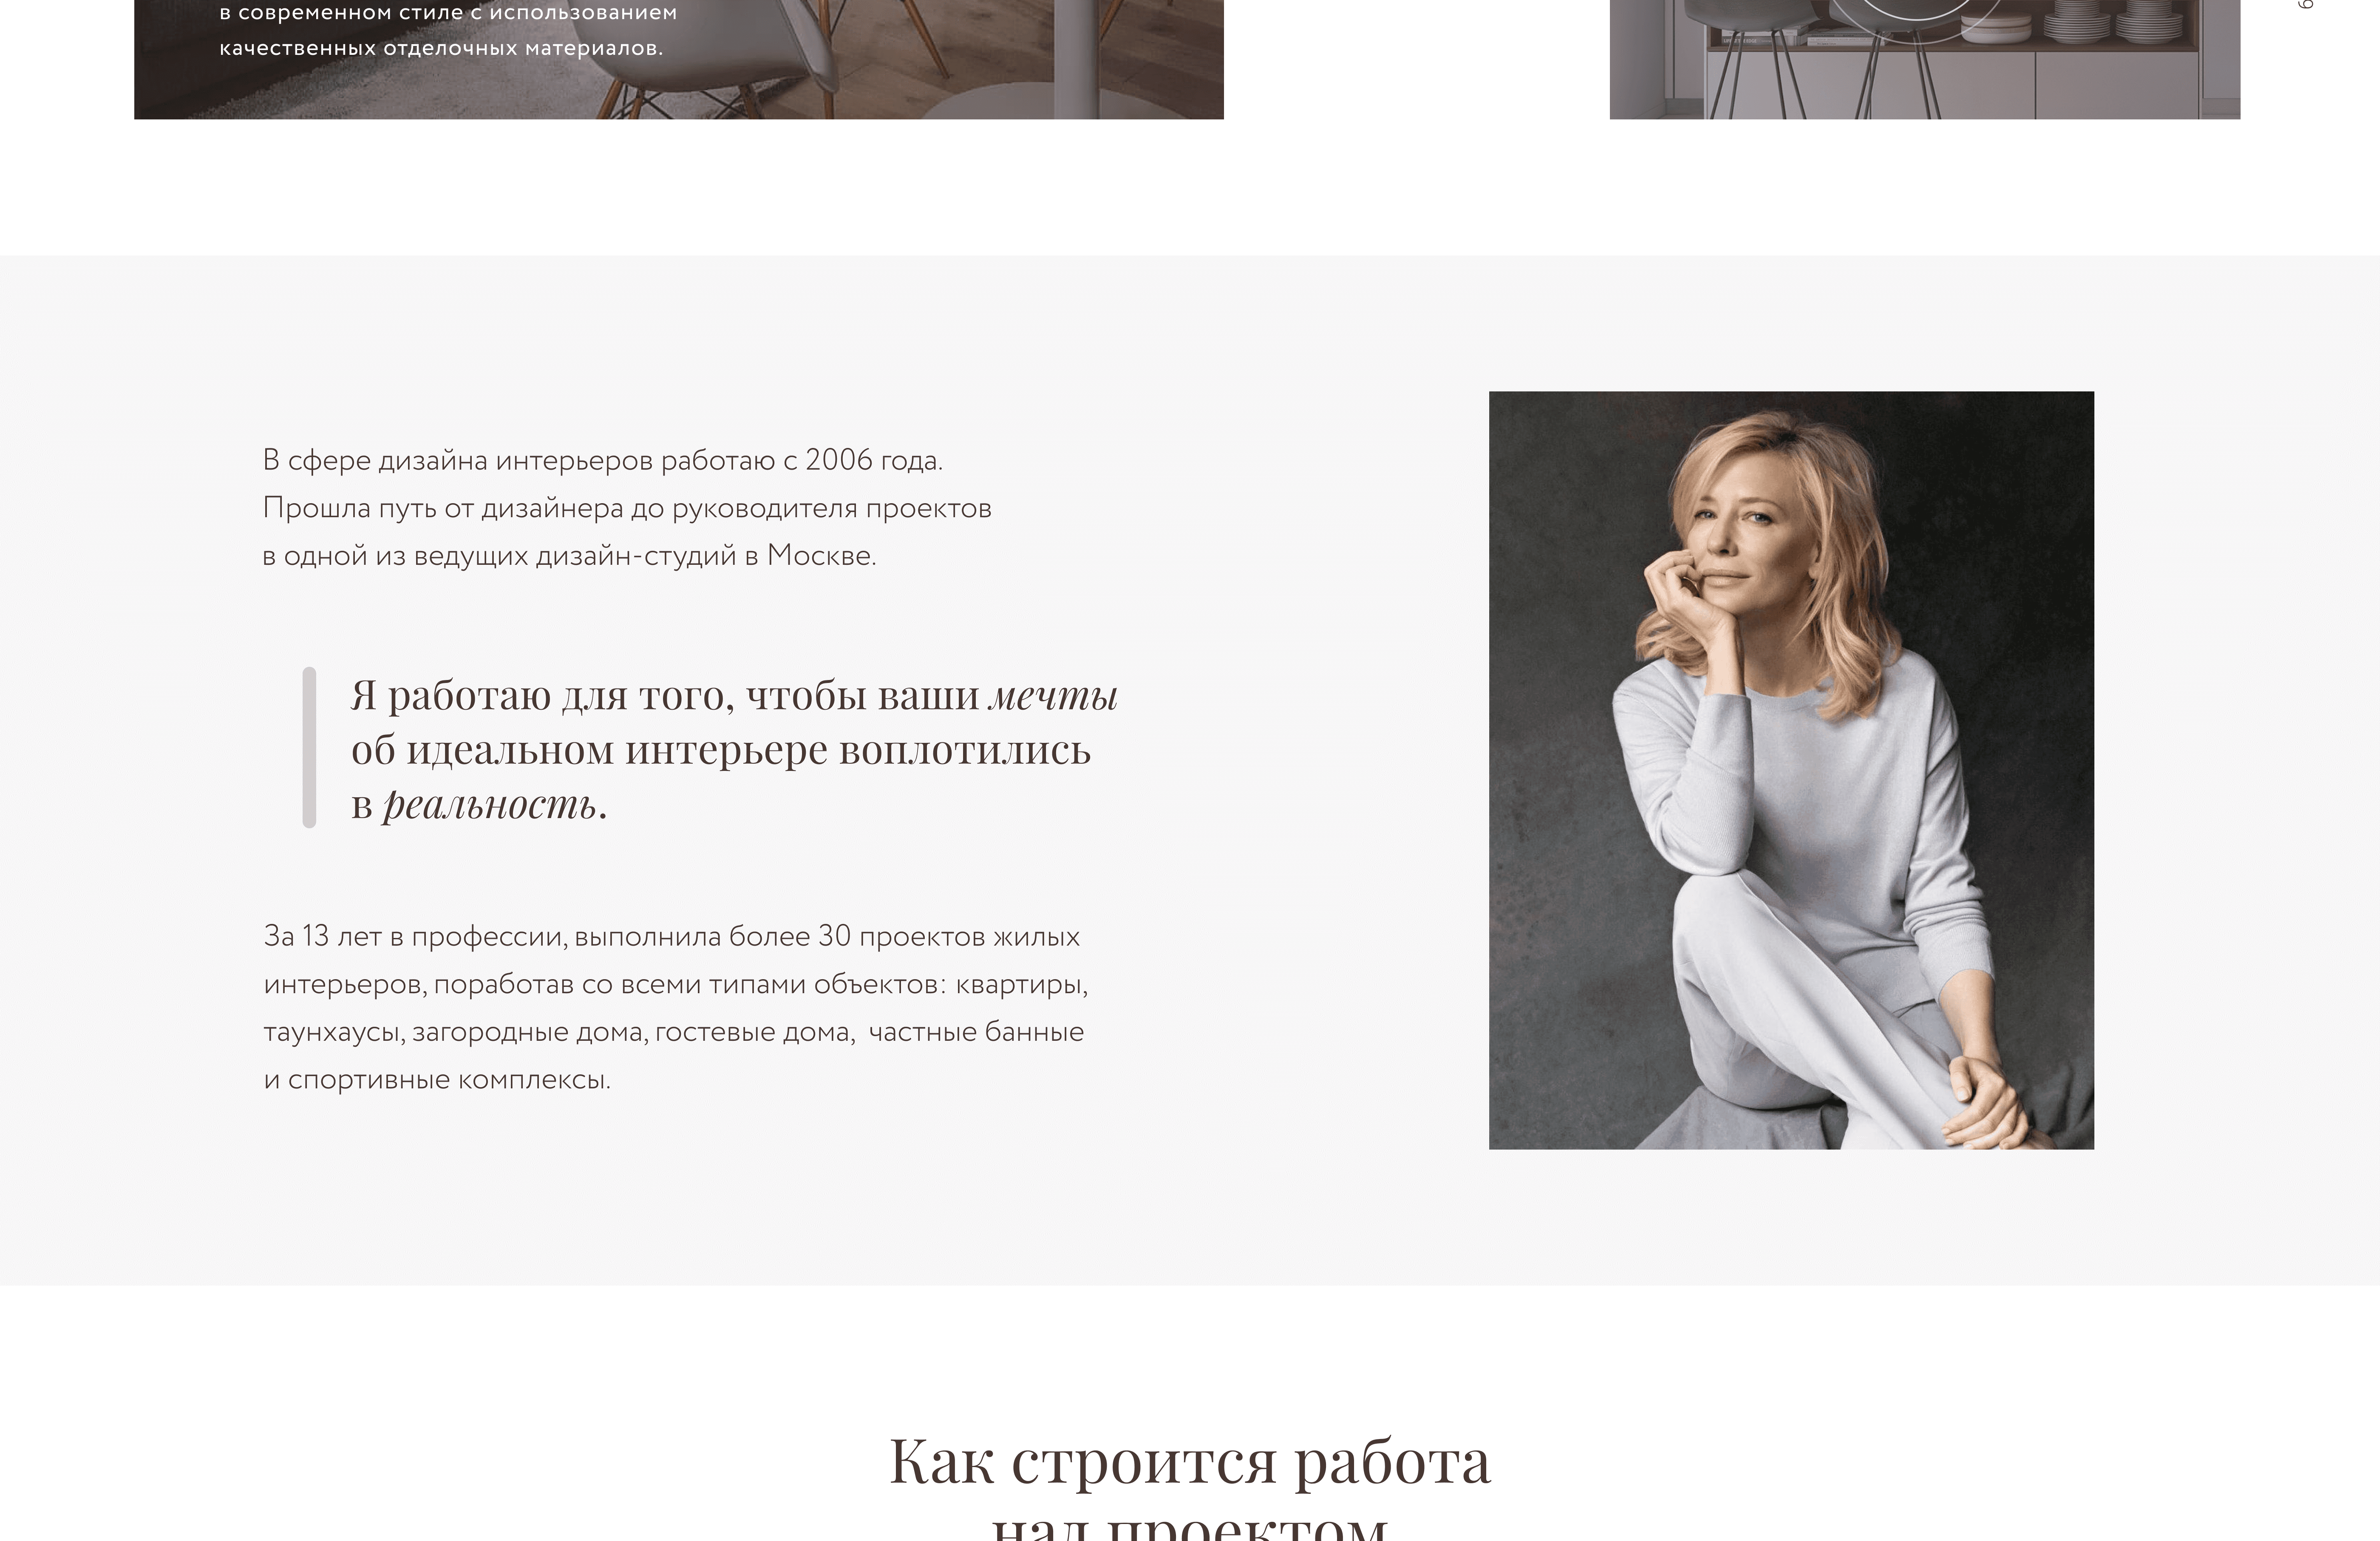 в современном стиле с использованием
качественных отделочных материалов.
В сфере дизайна интерьеров работаю с 2006 года.
Прошла путь от дизайнера до руководителя проектов
в одной из ведущих дизайн-студий в Москве.
Я работаю для того, чтобы ваши мечты
об идеальном интерьере воплотились
в реальность.
За 13 лет в профессии, выполнила более 30 проектов жилых
интерьеров, поработав со всеми типами объектов: квартиры,
таунхаусы, загородные дома, гостевые дома,  частные банные
и спортивные комплексы.
Как строится работа
над проектом